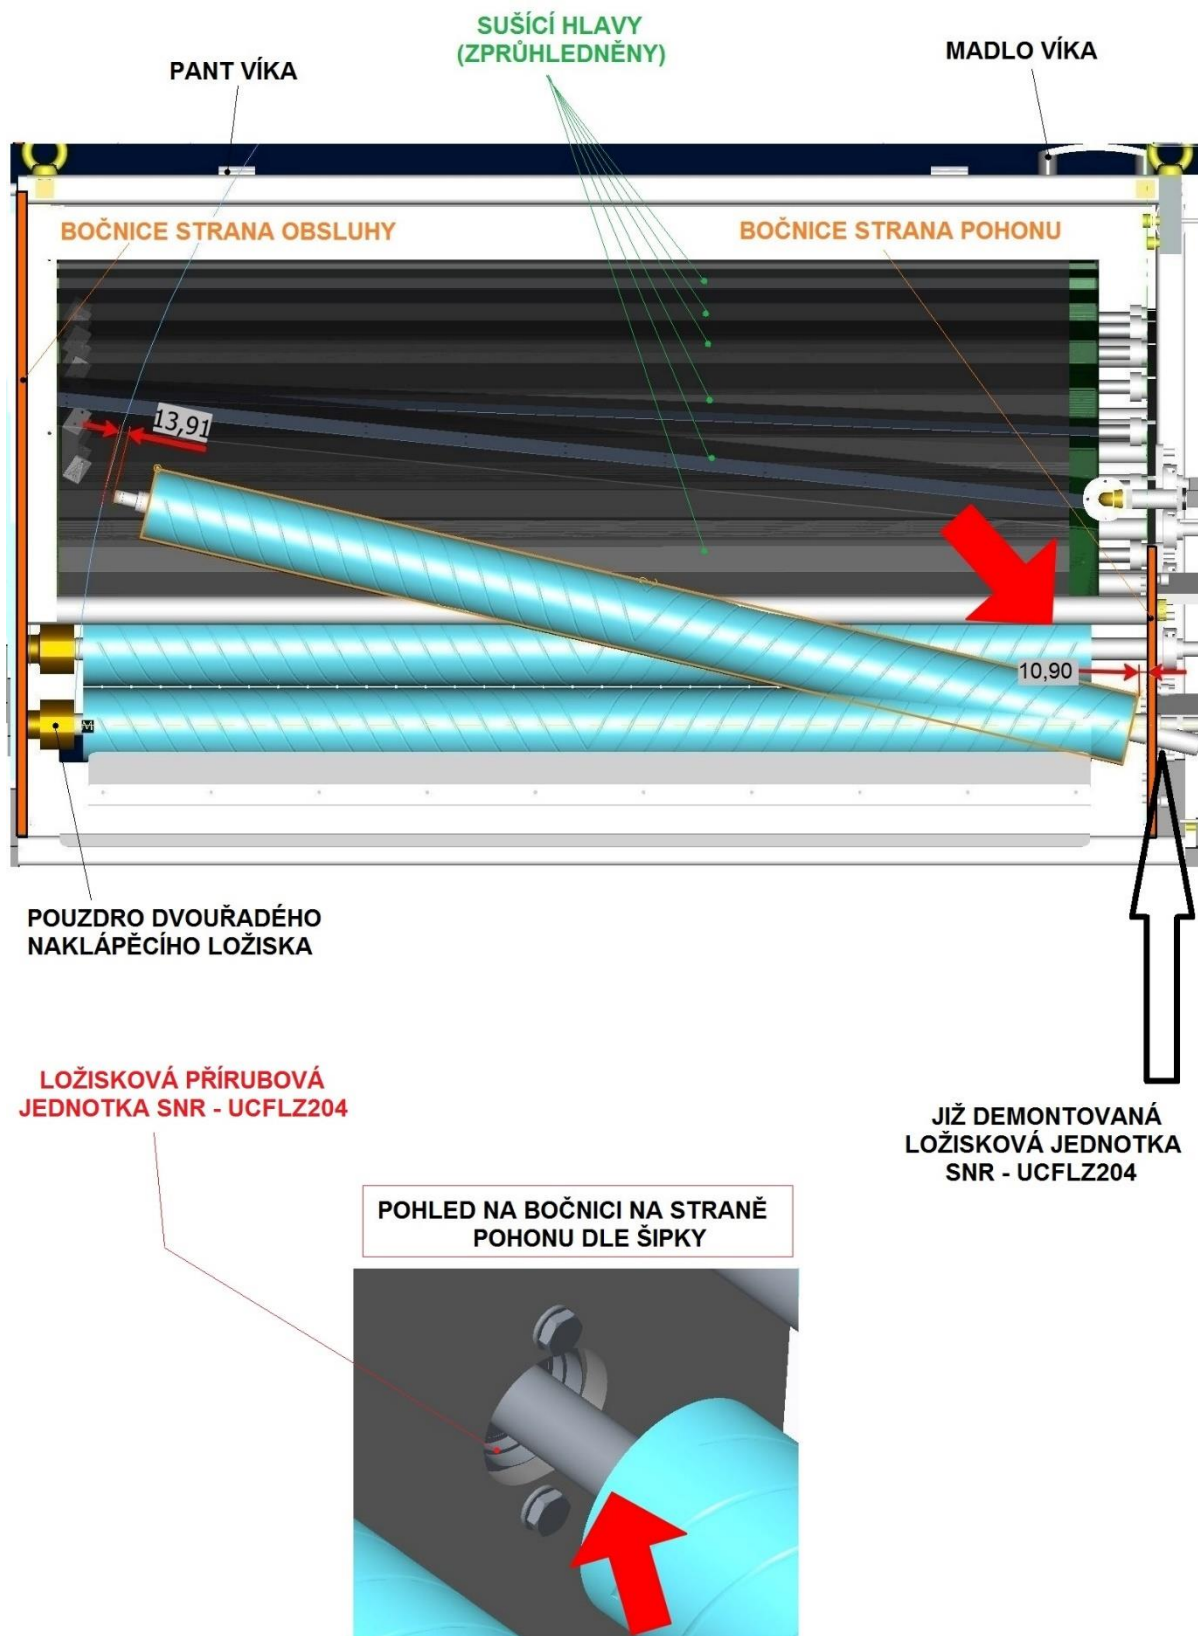 SUŠÍCÍ HLAVY
(ZPRŮHLEDNĚNY)
MADLO VÍKA
PANT VÍKA
BOČNICE STRANA OBSLUHY
BOČNICE STRANA POHONU
13,91
10,90
POUZDRO DVOUŘADÉHO
NAKLÁPĚCÍHO LOŽISKA
LOŽISKOVÁ PŘÍRUBOVÁ
JEDNOTKA SNR - UCFLZ204
JIŽ DEMONTOVANÁ
LOŽISKOVÁ JEDNOTKA
SNR - UCFLZ204
POHLED NA BOČNICI NA STRANĚ
POHONU DLE ŠIPKY